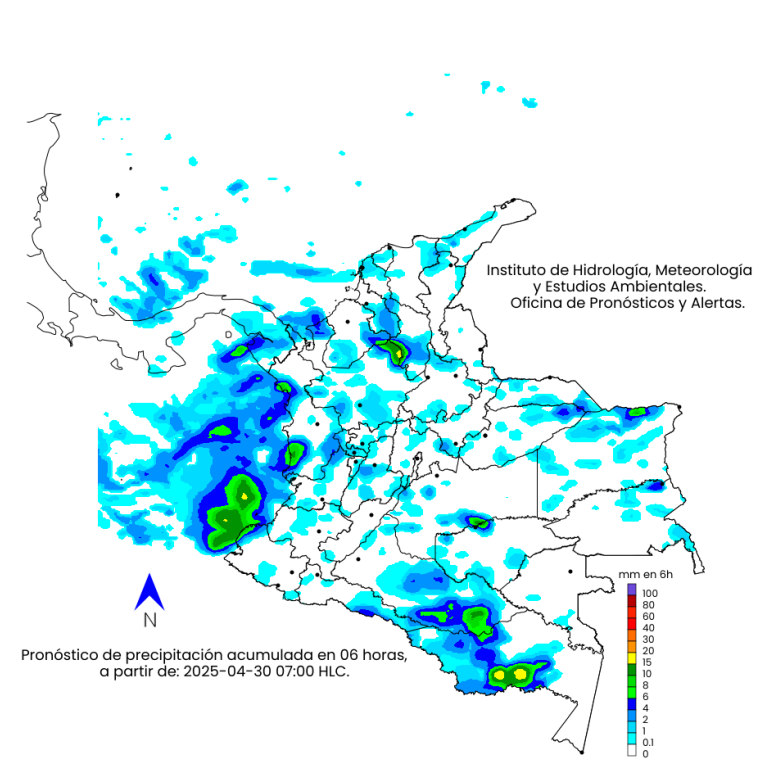 D
Instituto de Hidrología, Meteorología
y Estudios Ambientales.
Oficina de Pronósticos y Alertas.
N
Pronóstico de precipitación acumulada en 06 horas,
a partir de: 2025-04-30 07:00 HLC.
mm en 6h
100
80
60
40
30
20
15
10
8
6
4
2
1
0.1
0